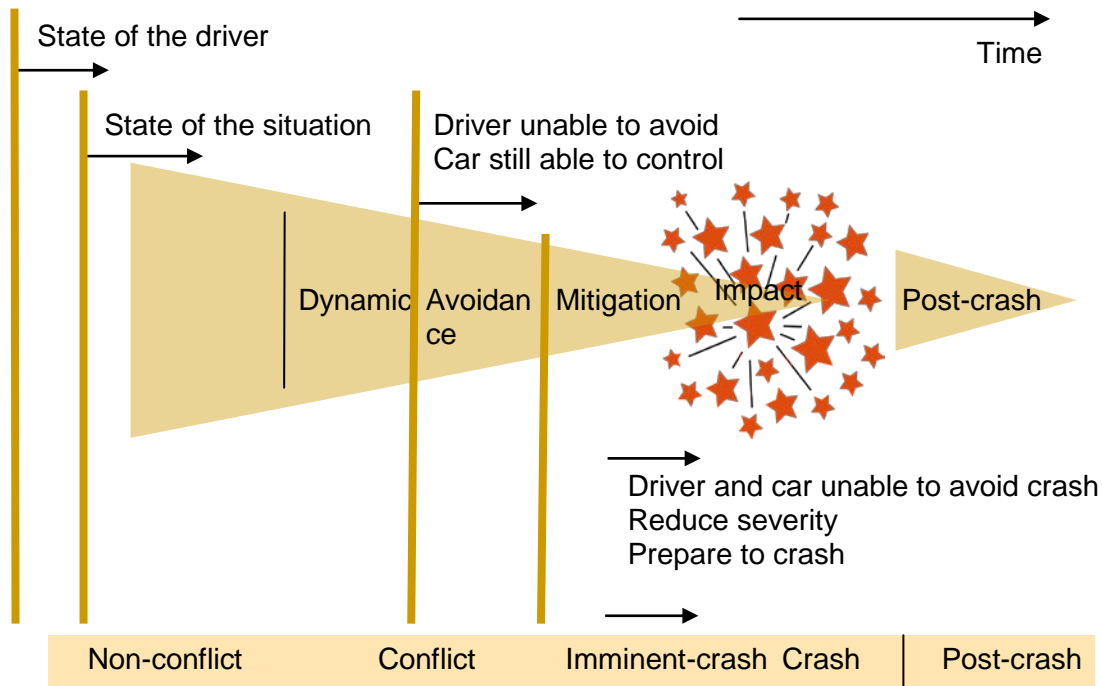 State of the driver
Time
State of the situation
Driver unable to avoid
Car still able to control
Dynamic
Avoidan
ce
Mitigation
Impact
Post-crash
Driver and car unable to avoid crash
Reduce severity
Prepare to crash
Non-conflict
Conflict
Imminent-crash
Crash
Post-crash